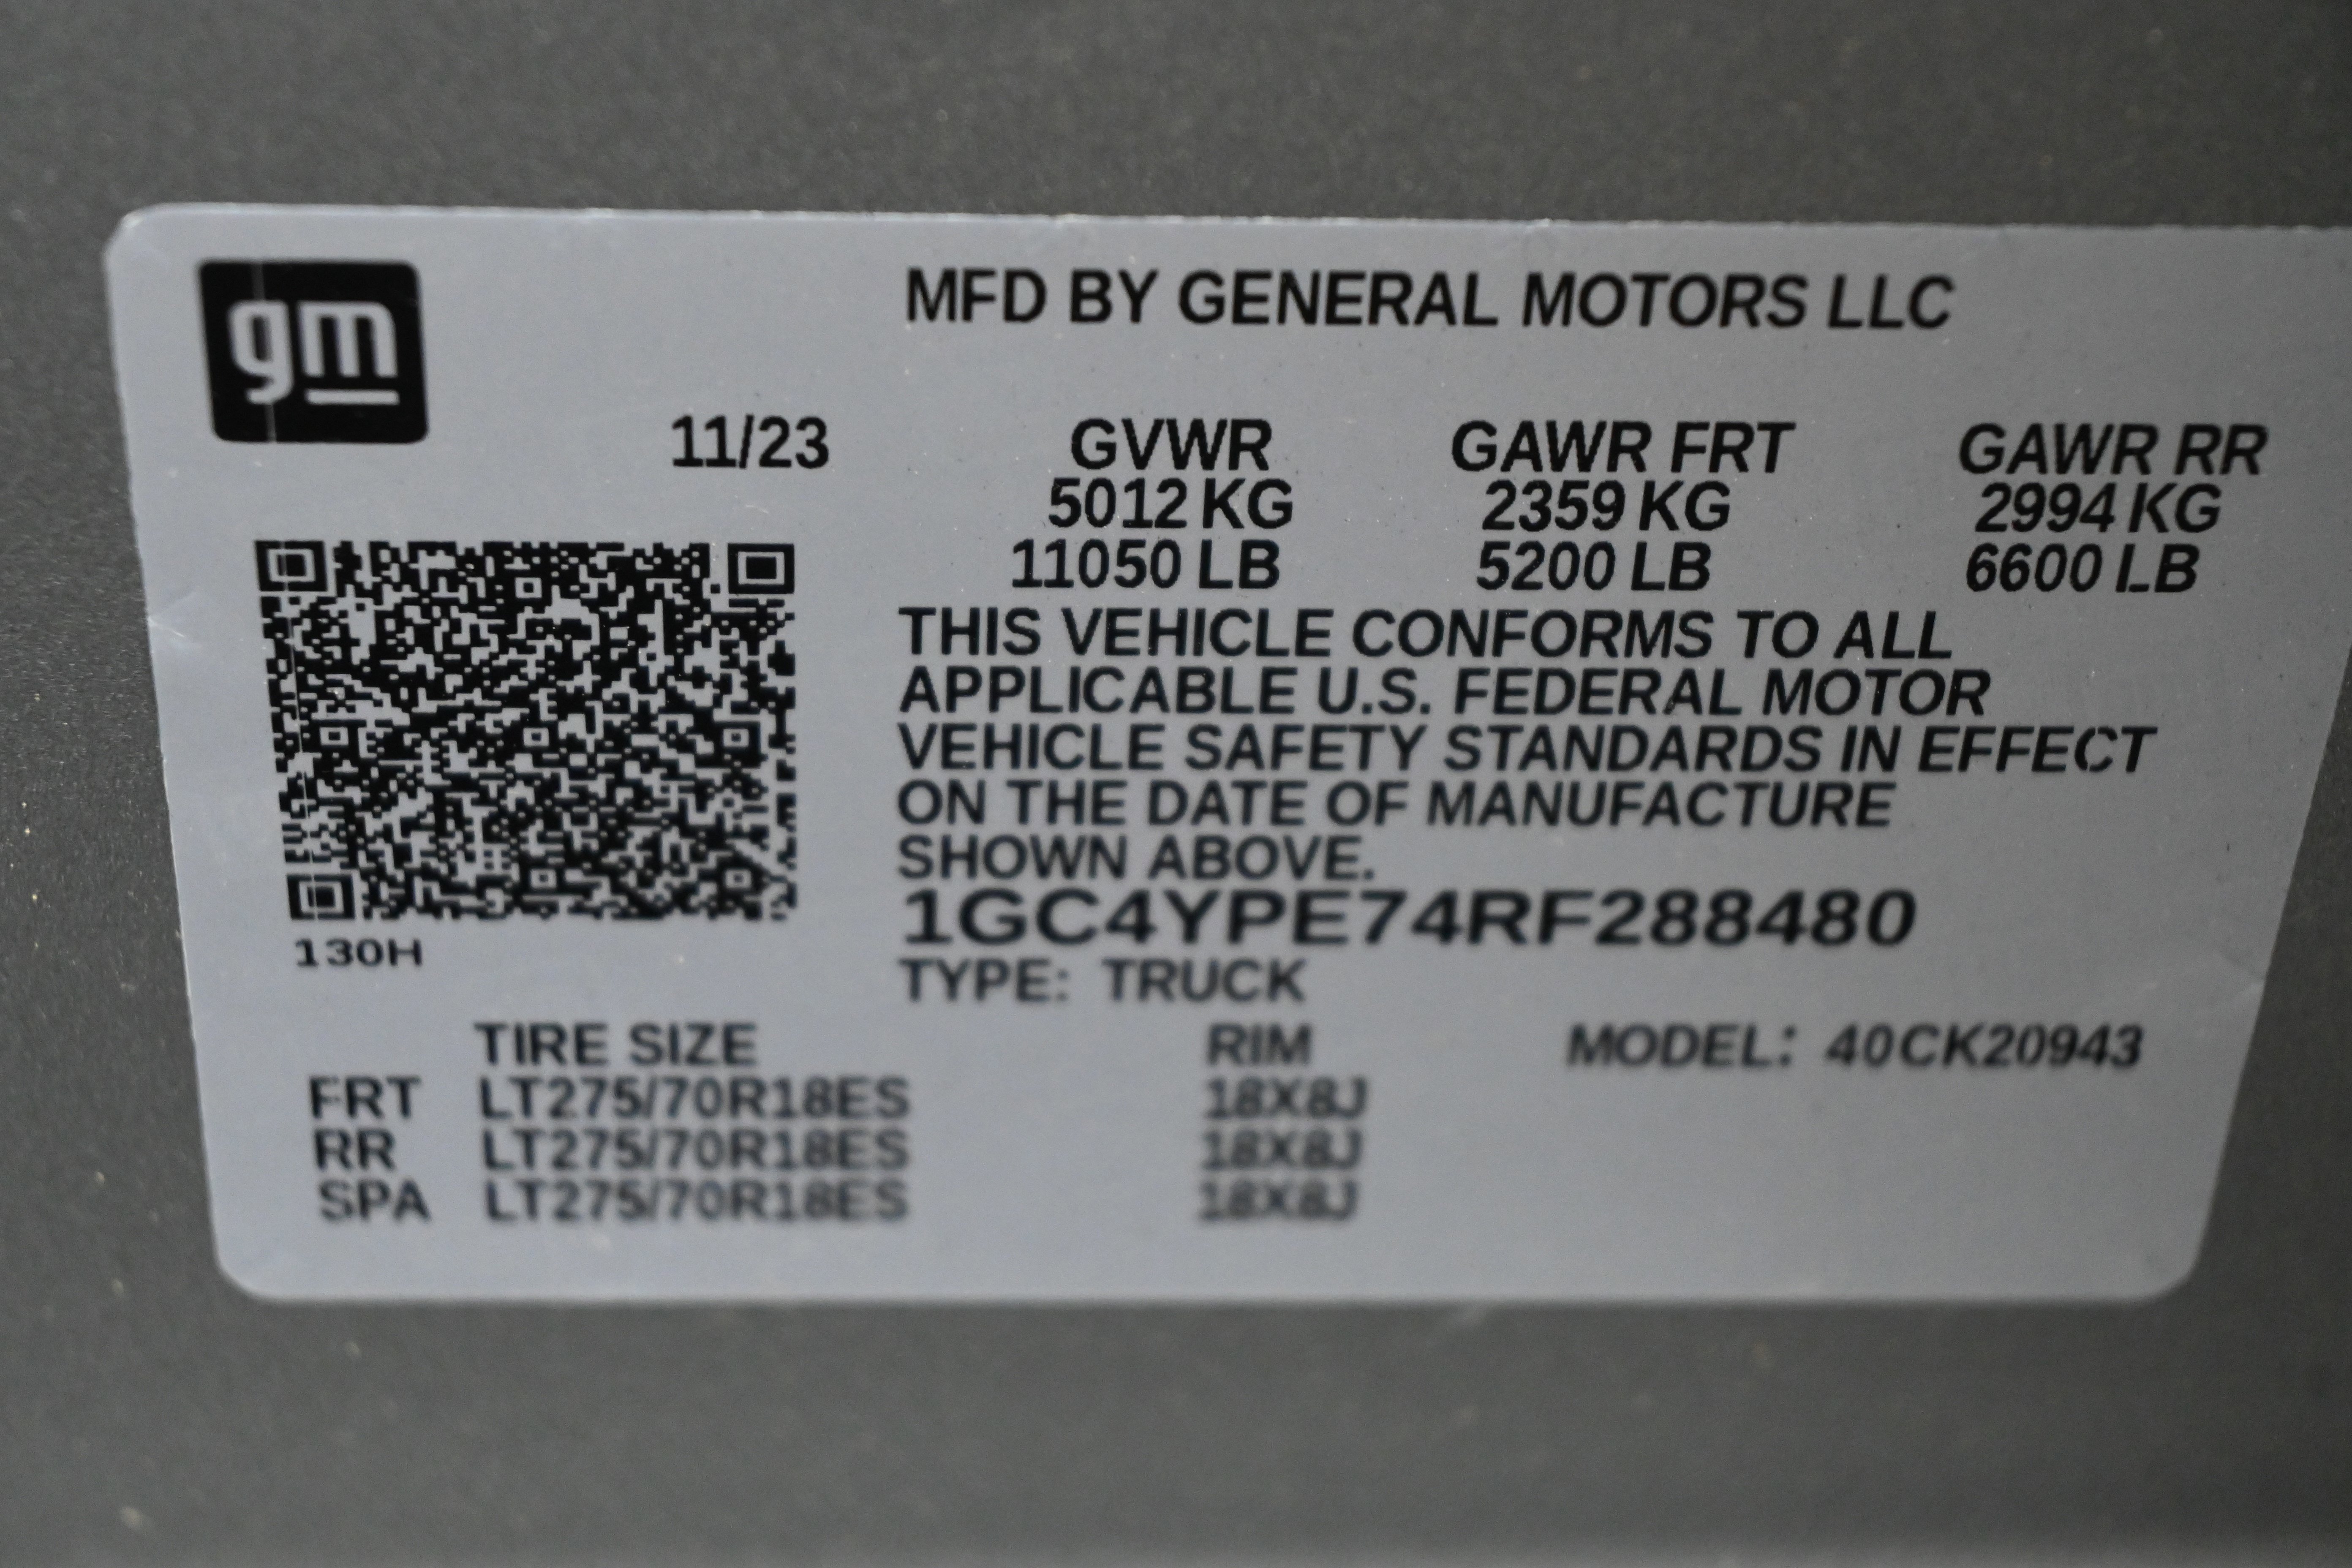 gm
MFD BY GENERAL MOTORS LLC
11/23 GVWR GAWR FRT GAWR RR
5012 KG 2359 KG 2994 KG
11050 LB 5200 LB 6600 LB
THIS VEHICLE CONFORMS TO ALL
APPLICABLE U.S. FEDERAL MOTOR
VEHICLE SAFETY STANDARDS IN EFFECT
ON THE DATE OF MANUFACTURE
SHOWN ABOVE.
1GC4YPE74RF288480
130H
TYPE: TRUCK
TIRE SIZE RIM MODEL: 40CK20943
FRT LT275/70R18ES 18X8J
RR LT275/70R18ES 18X8J
SPA LT275/70R18ES 18X8J